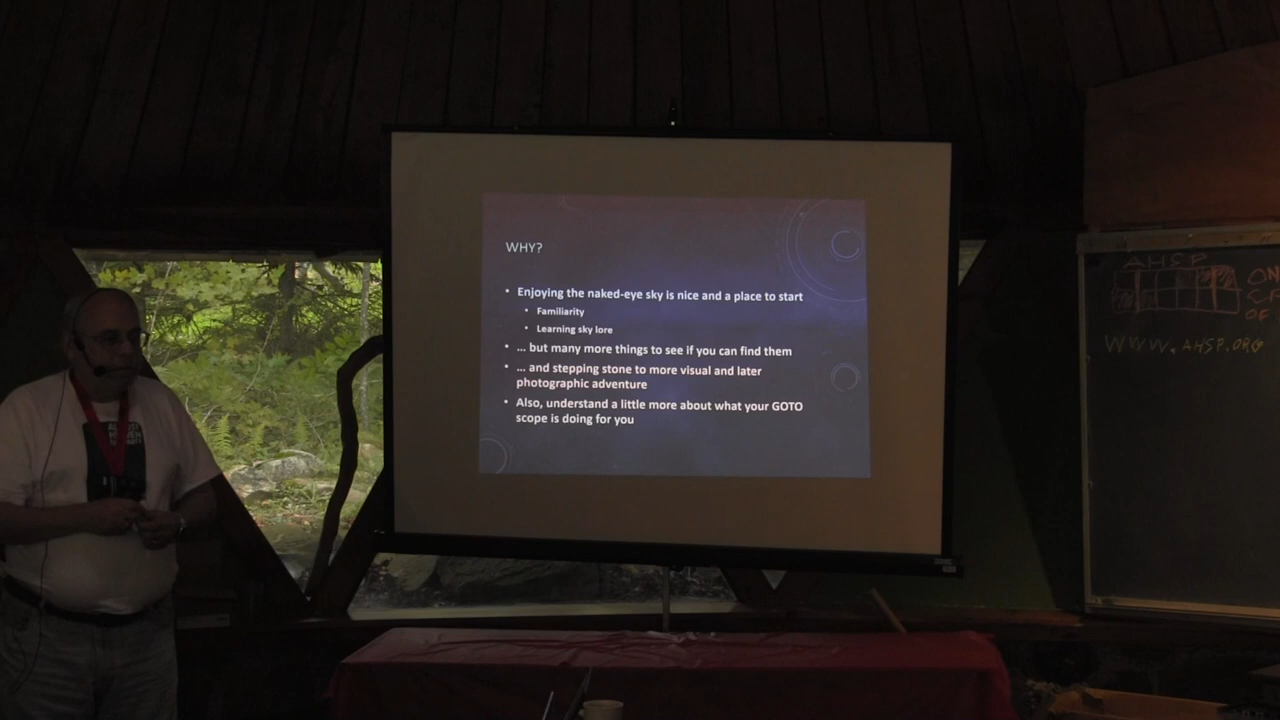 WHY?
• Enjoying the naked-eye sky is nice and a place to start
• Familiarity
• Learning sky lore
• ... but many more things to see if you can find them
• ... and stepping stone to more visual and later
photographic adventure
• Also, understand a little more about what your GOTO
scope is doing for you
AHSP
ON
OF
WWW.AHSP.ORG